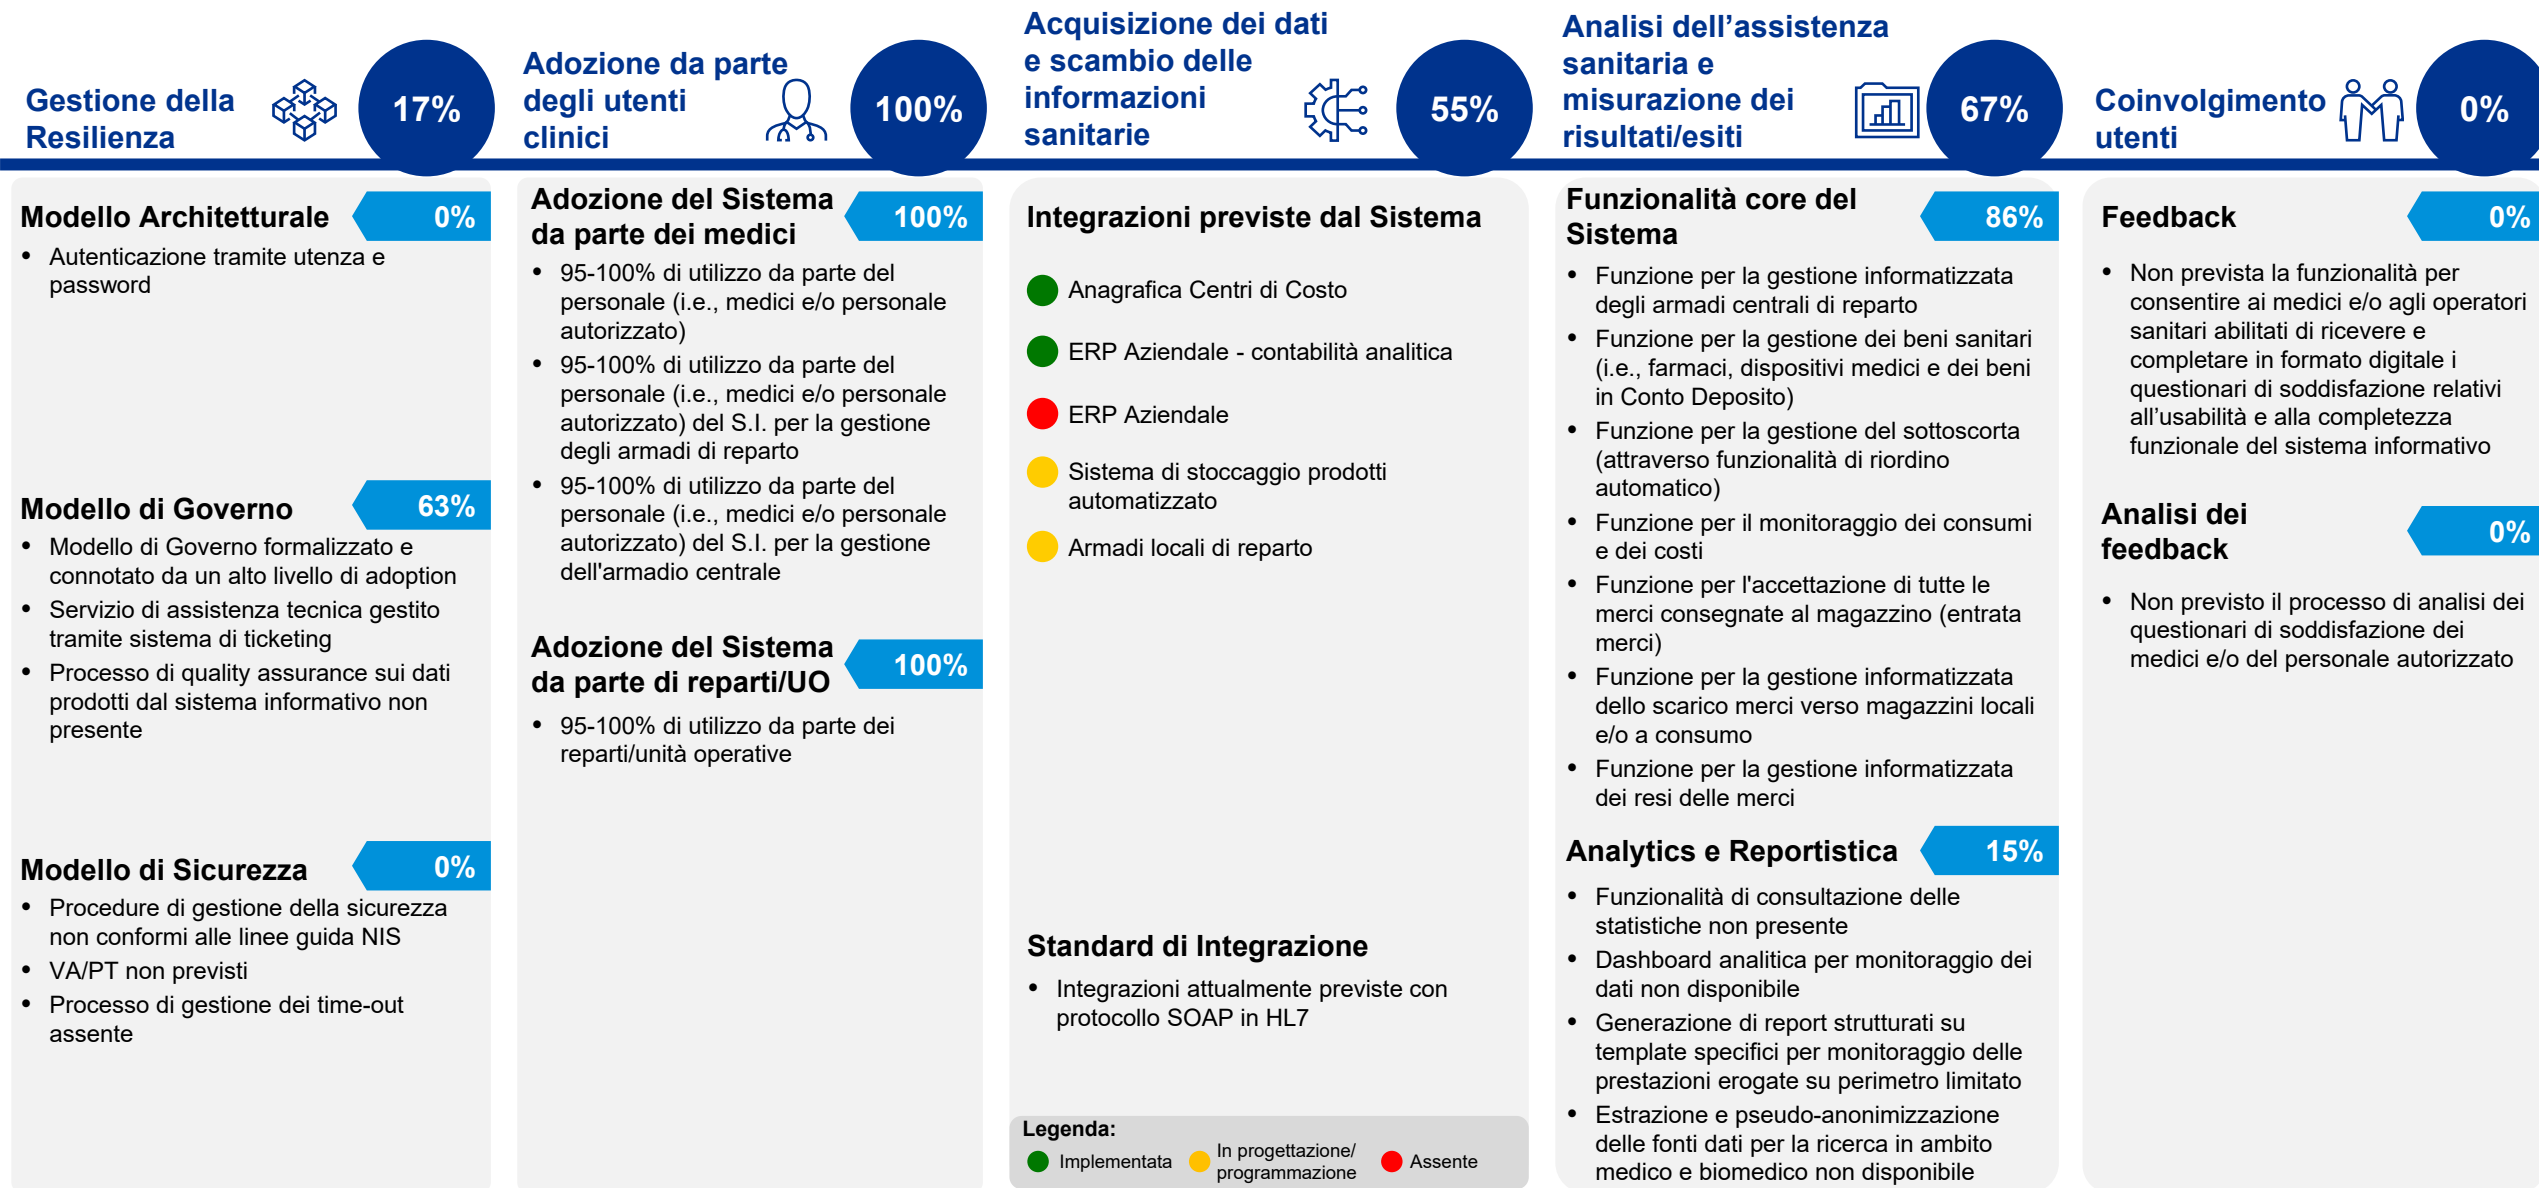 Gestione della
Resilienza
17%
Adozione da parte
degli utenti
clinici
100%
Acquisizione dei dati
e scambio delle
informazioni
sanitarie
55%
Analisi dell’assistenza
sanitaria e
misurazione dei
risultati/esiti
67%
Coinvolgimento
utenti
0%
Modello Architetturale
0%
• Autenticazione tramite utenza e
password
Modello di Governo
63%
• Modello di Governo formalizzato e
connotato da un alto livello di adoption
• Servizio di assistenza tecnica gestito
tramite sistema di ticketing
• Processo di quality assurance sui dati
prodotti dal sistema informativo non
presente
Modello di Sicurezza
0%
• Procedure di gestione della sicurezza
non conformi alle linee guida NIS
• VA/PT non previsti
• Processo di gestione dei time-out
assente
Adozione del Sistema
da parte dei medici
100%
• 95-100% di utilizzo da parte del
personale (i.e., medici e/o personale
autorizzato)
• 95-100% di utilizzo da parte del
personale (i.e., medici e/o personale
autorizzato) del S.I. per la gestione
degli armadi di reparto
• 95-100% di utilizzo da parte del
personale (i.e., medici e/o personale
autorizzato) del S.I. per la gestione
dell'armadio centrale
Adozione del Sistema
da parte di reparti/UO
100%
• 95-100% di utilizzo da parte dei
reparti/unità operative
Integrazioni previste dal Sistema
Anagrafica Centri di Costo
ERP Aziendale - contabilità analitica
ERP Aziendale
Sistema di stoccaggio prodotti
automatizzato
Armadi locali di reparto
Standard di Integrazione
• Integrazioni attualmente previste con
protocollo SOAP in HL7
Legenda:
Implementata
In progettazione/
programmazione
Assente
Funzionalità core del
Sistema
86%
• Funzione per la gestione informatizzata
degli armadi centrali di reparto
• Funzione per la gestione dei beni sanitari
(i.e., farmaci, dispositivi medici e dei beni
in Conto Deposito)
• Funzione per la gestione del sottoscorta
(attraverso funzionalità di riordino
automatico)
• Funzione per il monitoraggio dei consumi
e dei costi
• Funzione per l'accettazione di tutte le
merci consegnate al magazzino (entrata
merci)
• Funzione per la gestione informatizzata
dello scarico merci verso magazzini locali
e/o a consumo
• Funzione per la gestione informatizzata
dei resi delle merci
Analytics e Reportistica
15%
• Funzionalità di consultazione delle
statistiche non presente
• Dashboard analitica per monitoraggio dei
dati non disponibile
• Generazione di report strutturati su
template specifici per monitoraggio delle
prestazioni erogate su perimetro limitato
• Estrazione e pseudo-anonimizzazione
delle fonti dati per la ricerca in ambito
medico e biomedico non disponibile
Feedback
0%
• Non prevista la funzionalità per
consentire ai medici e/o agli operatori
sanitari abilitati di ricevere e
completare in formato digitale i
questionari di soddisfazione relativi
all’usabilità e alla completezza
funzionale del sistema informativo
Analisi dei
feedback
0%
• Non previsto il processo di analisi dei
questionari di soddisfazione dei
medici e/o del personale autorizzato